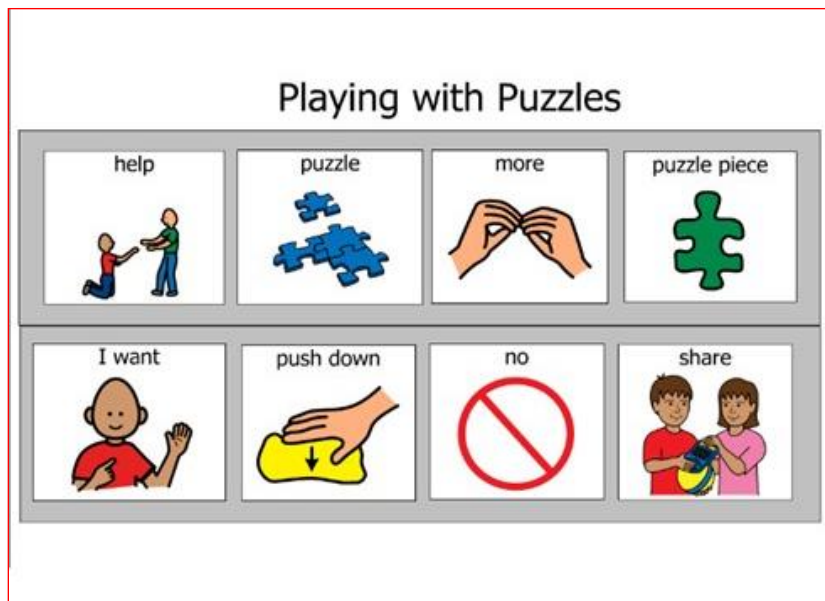 Playing with Puzzles
help
puzzle
more
puzzle piece
I want
push down
no
share